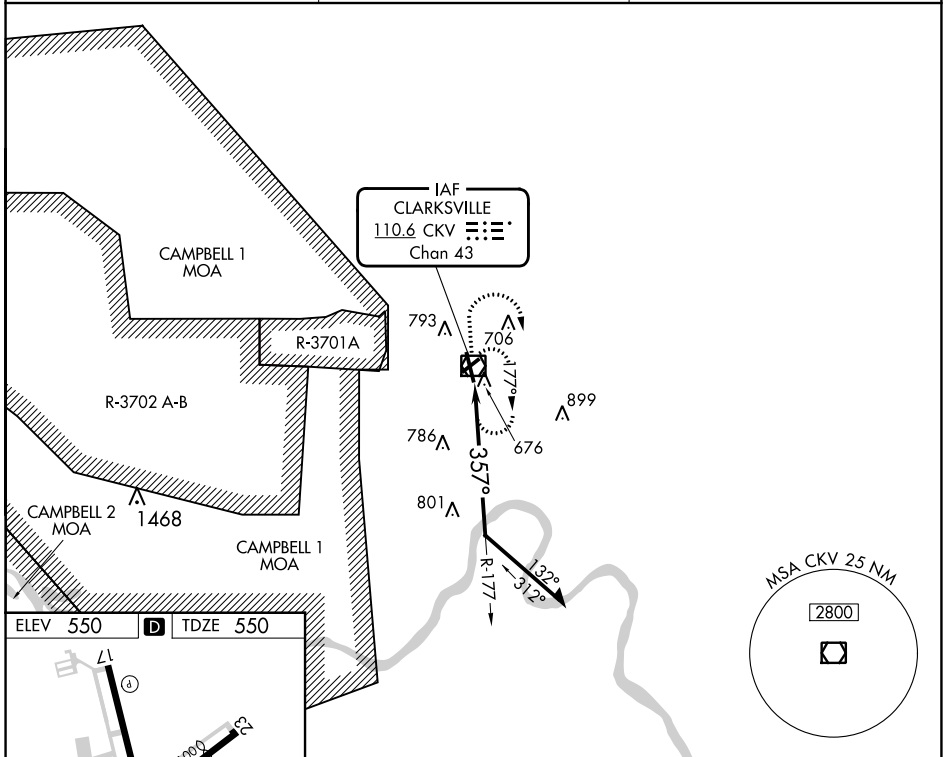 IAF
CLARKSVILLE
110.6 CKV
Chan 43
CAMPBELL 1
MOA
793
706
R-3701A
177°
R-3702 A-B
899
786
676
357°
801
1468
CAMPBELL 2
MOA
CAMPBELL 1
MOA
R-177
132°
312°
MSA CKV 25 NM
2800
ELEV 550 D TDZE 550
17
P
23